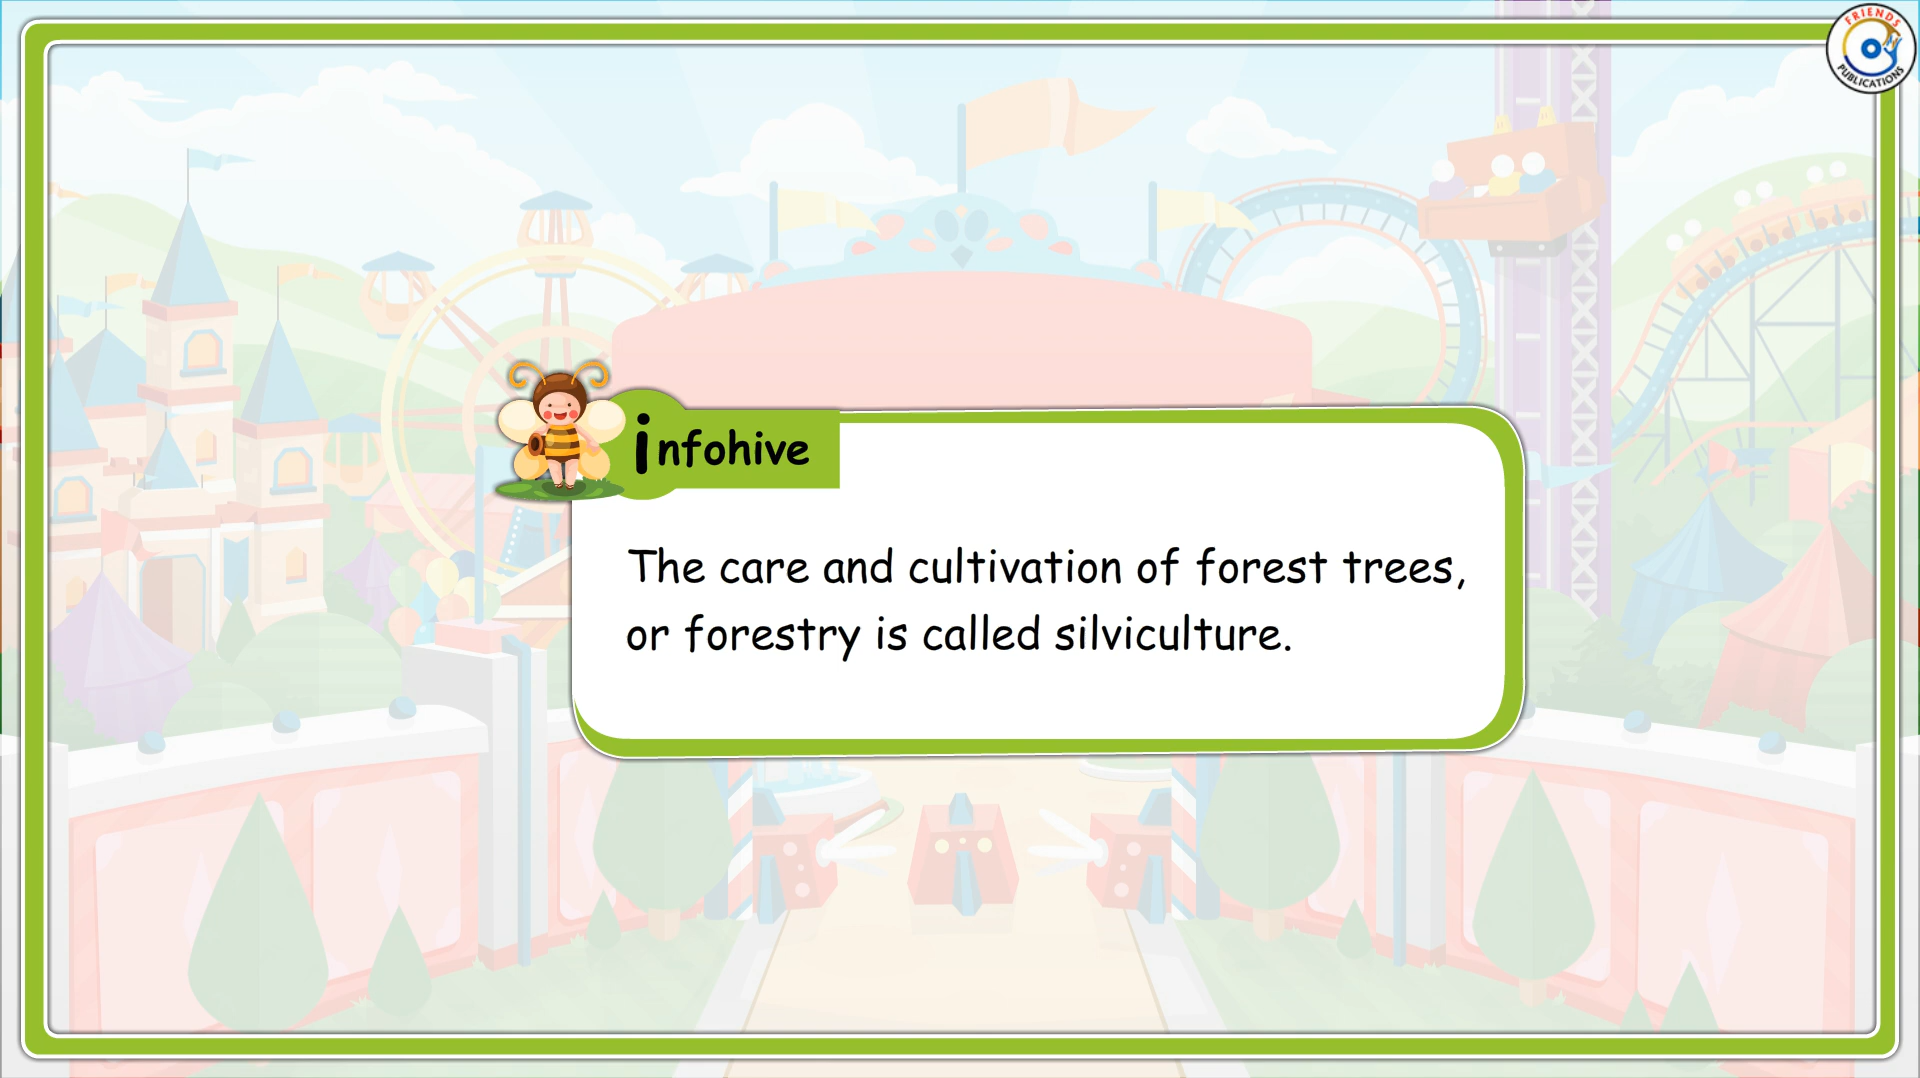 FRIENDS
PUBLICATIONS
infohive
The care and cultivation of forest trees,
or forestry is called silviculture.